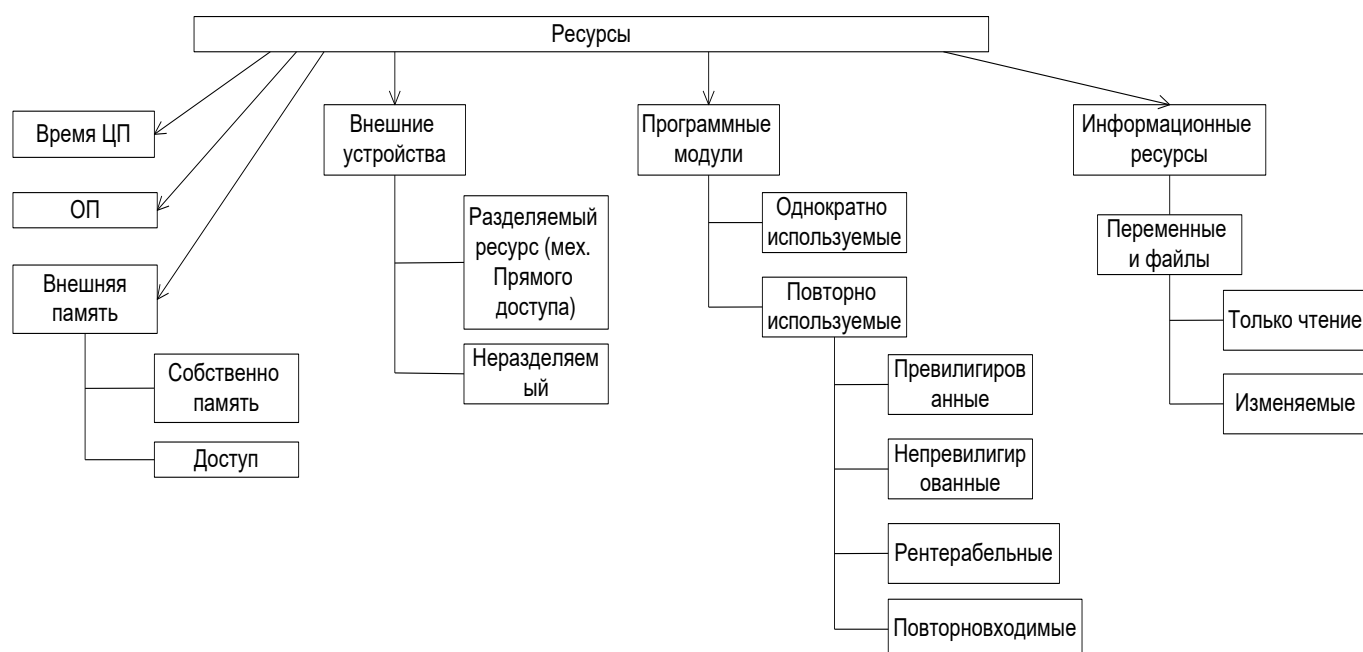 Ресурсы
Время ЦП
ОП
Внешняя
память
Собственно
память
Доступ
Внешние
устройства
Разделяемый
ресурс (мех.
Прямого
доступа)
Неразделяем
ый
Программные
модули
Однократно
используемые
Повторно
используемые
Превилигиров
анные
Непревилигир
ованные
Рентерабельные
Повторновходимые
Информационные
ресурсы
Переменные
и файлы
Только чтение
Изменяемые